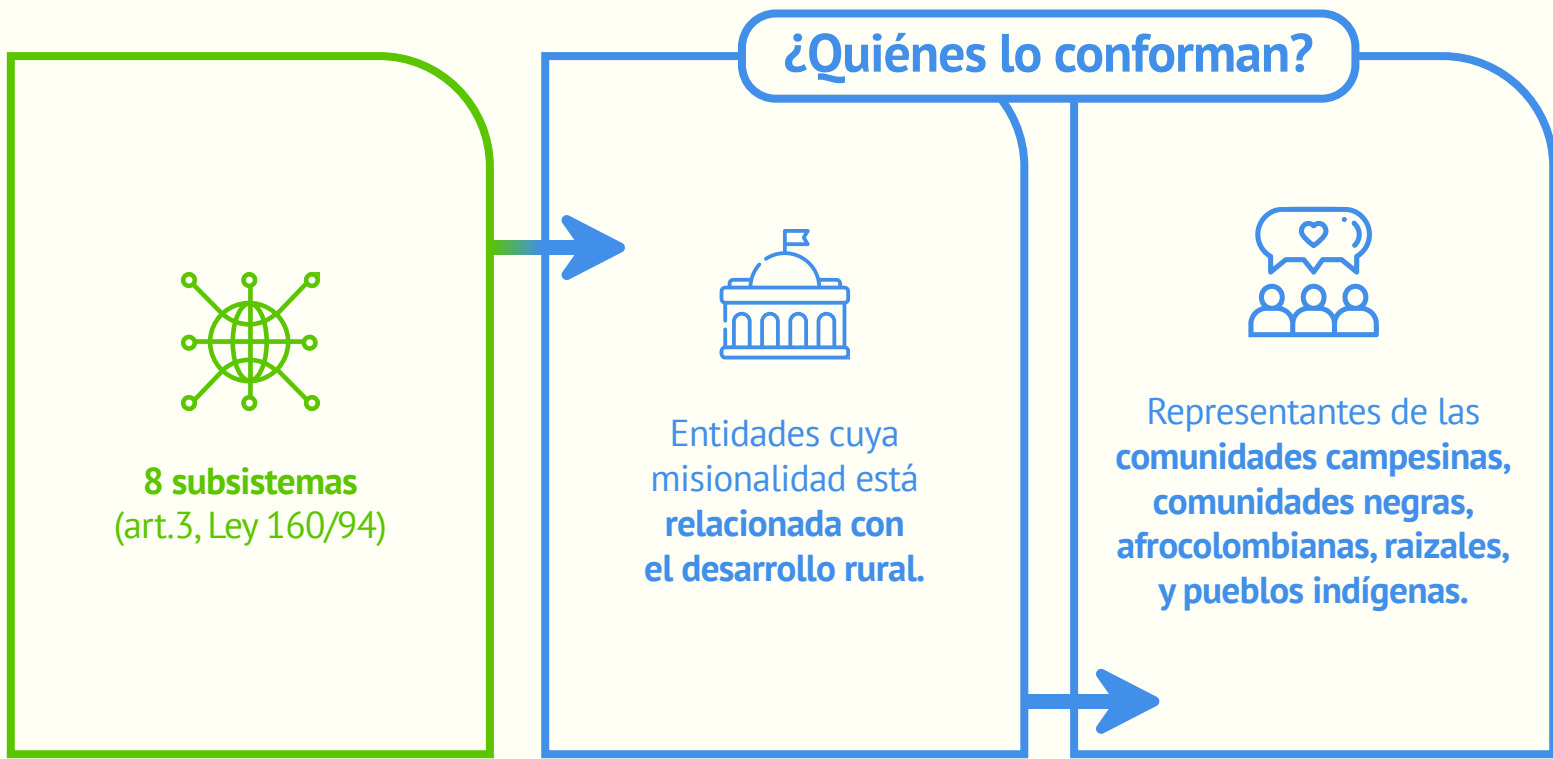 ¿Quiénes lo conforman?
8 subsistemas
(art.3, Ley 160/94)
Entidades cuya
misionalidad está
relacionada con
el desarrollo rural.
Representantes de las
comunidades campesinas,
comunidades negras,
afrocolombianas, raizales,
y pueblos indígenas.